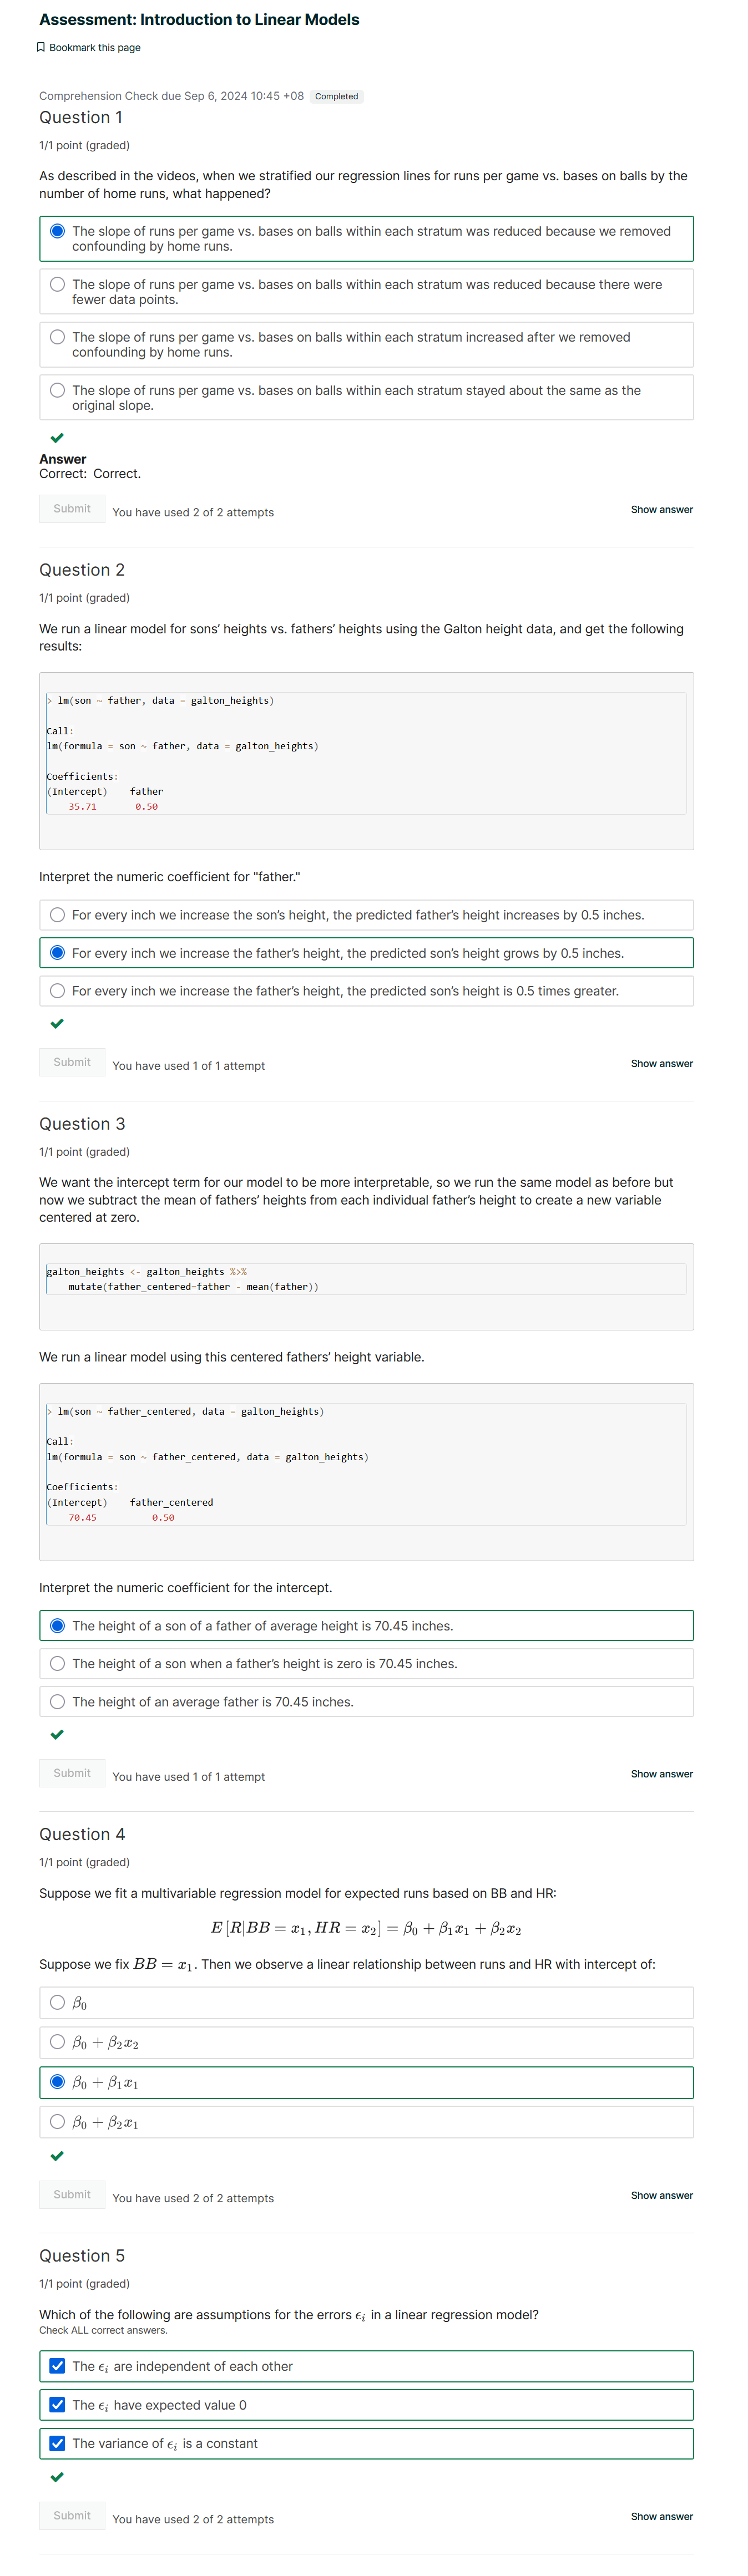 Assessment: Introduction to Linear Models
Bookmark this page
Comprehension Check due Sep 6, 2024 10:45 +08 Completed
Question 1
1/1 point (graded)
As described in the videos, when we stratified our regression lines for runs per game vs. bases on balls by the
number of home runs, what happened?
The slope of runs per game vs. bases on balls within each stratum was reduced because we removed
confounding by home runs.
The slope of runs per game vs. bases on balls within each stratum was reduced because there were
fewer data points.
The slope of runs per game vs. bases on balls within each stratum increased after we removed
confounding by home runs.
The slope of runs per game vs. bases on balls within each stratum stayed about the same as the
original slope.
Answer
Correct: Correct.
Submit You have used 2 of 2 attempts Show answer
Question 2
1/1 point (graded)
We run a linear model for sons’ heights vs. fathers’ heights using the Galton height data, and get the following
results:
> lm(son ~ father, data = galton_heights)
Call:
lm(formula = son ~ father, data = galton_heights)
Coefficients:
(Intercept) father
35.71 0.50
Interpret the numeric coefficient for "father."
For every inch we increase the son’s height, the predicted father’s height increases by 0.5 inches.
For every inch we increase the father’s height, the predicted son’s height grows by 0.5 inches.
For every inch we increase the father’s height, the predicted son’s height is 0.5 times greater.
Submit You have used 1 of 1 attempt Show answer
Question 3
1/1 point (graded)
We want the intercept term for our model to be more interpretable, so we run the same model as before but
now we subtract the mean of fathers’ heights from each individual father’s height to create a new variable
centered at zero.
galton_heights <- galton_heights %>%
mutate(father_centered=father - mean(father))
We run a linear model using this centered fathers’ height variable.
> lm(son ~ father_centered, data = galton_heights)
Call:
lm(formula = son ~ father_centered, data = galton_heights)
Coefficients:
(Intercept) father_centered
70.45 0.50
Interpret the numeric coefficient for the intercept.
The height of a son of a father of average height is 70.45 inches.
The height of a son when a father’s height is zero is 70.45 inches.
The height of an average father is 70.45 inches.
Submit You have used 1 of 1 attempt Show answer
Question 4
1/1 point (graded)
Suppose we fit a multivariable regression model for expected runs based on BB and HR:
E [R|BB = x₁, HR = x₂] = β₀ + β₁x₁ + β₂x₂
Suppose we fix BB = x₁. Then we observe a linear relationship between runs and HR with intercept of:
β₀
β₀ + β₂x₂
β₀ + β₁x₁
β₀ + β₂x₁
Submit You have used 2 of 2 attempts Show answer
Question 5
1/1 point (graded)
Which of the following are assumptions for the errors ϵᵢ in a linear regression model?
Check ALL correct answers.
The ϵᵢ are independent of each other
The ϵᵢ have expected value 0
The variance of ϵᵢ is a constant
Submit You have used 2 of 2 attempts Show answer